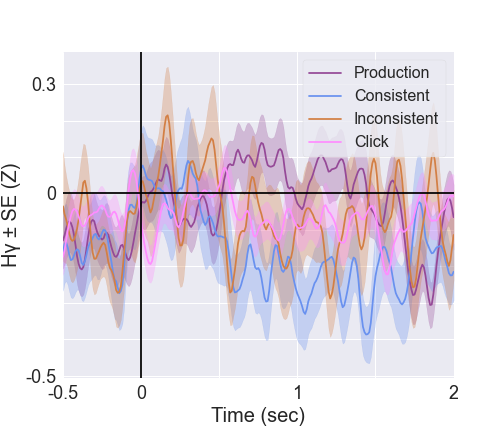 Production
Consistent
Inconsistent
Click
0.3
0
-0.5
-0.5 0 1 2
Time (sec)
Hγ ± SE (Z)